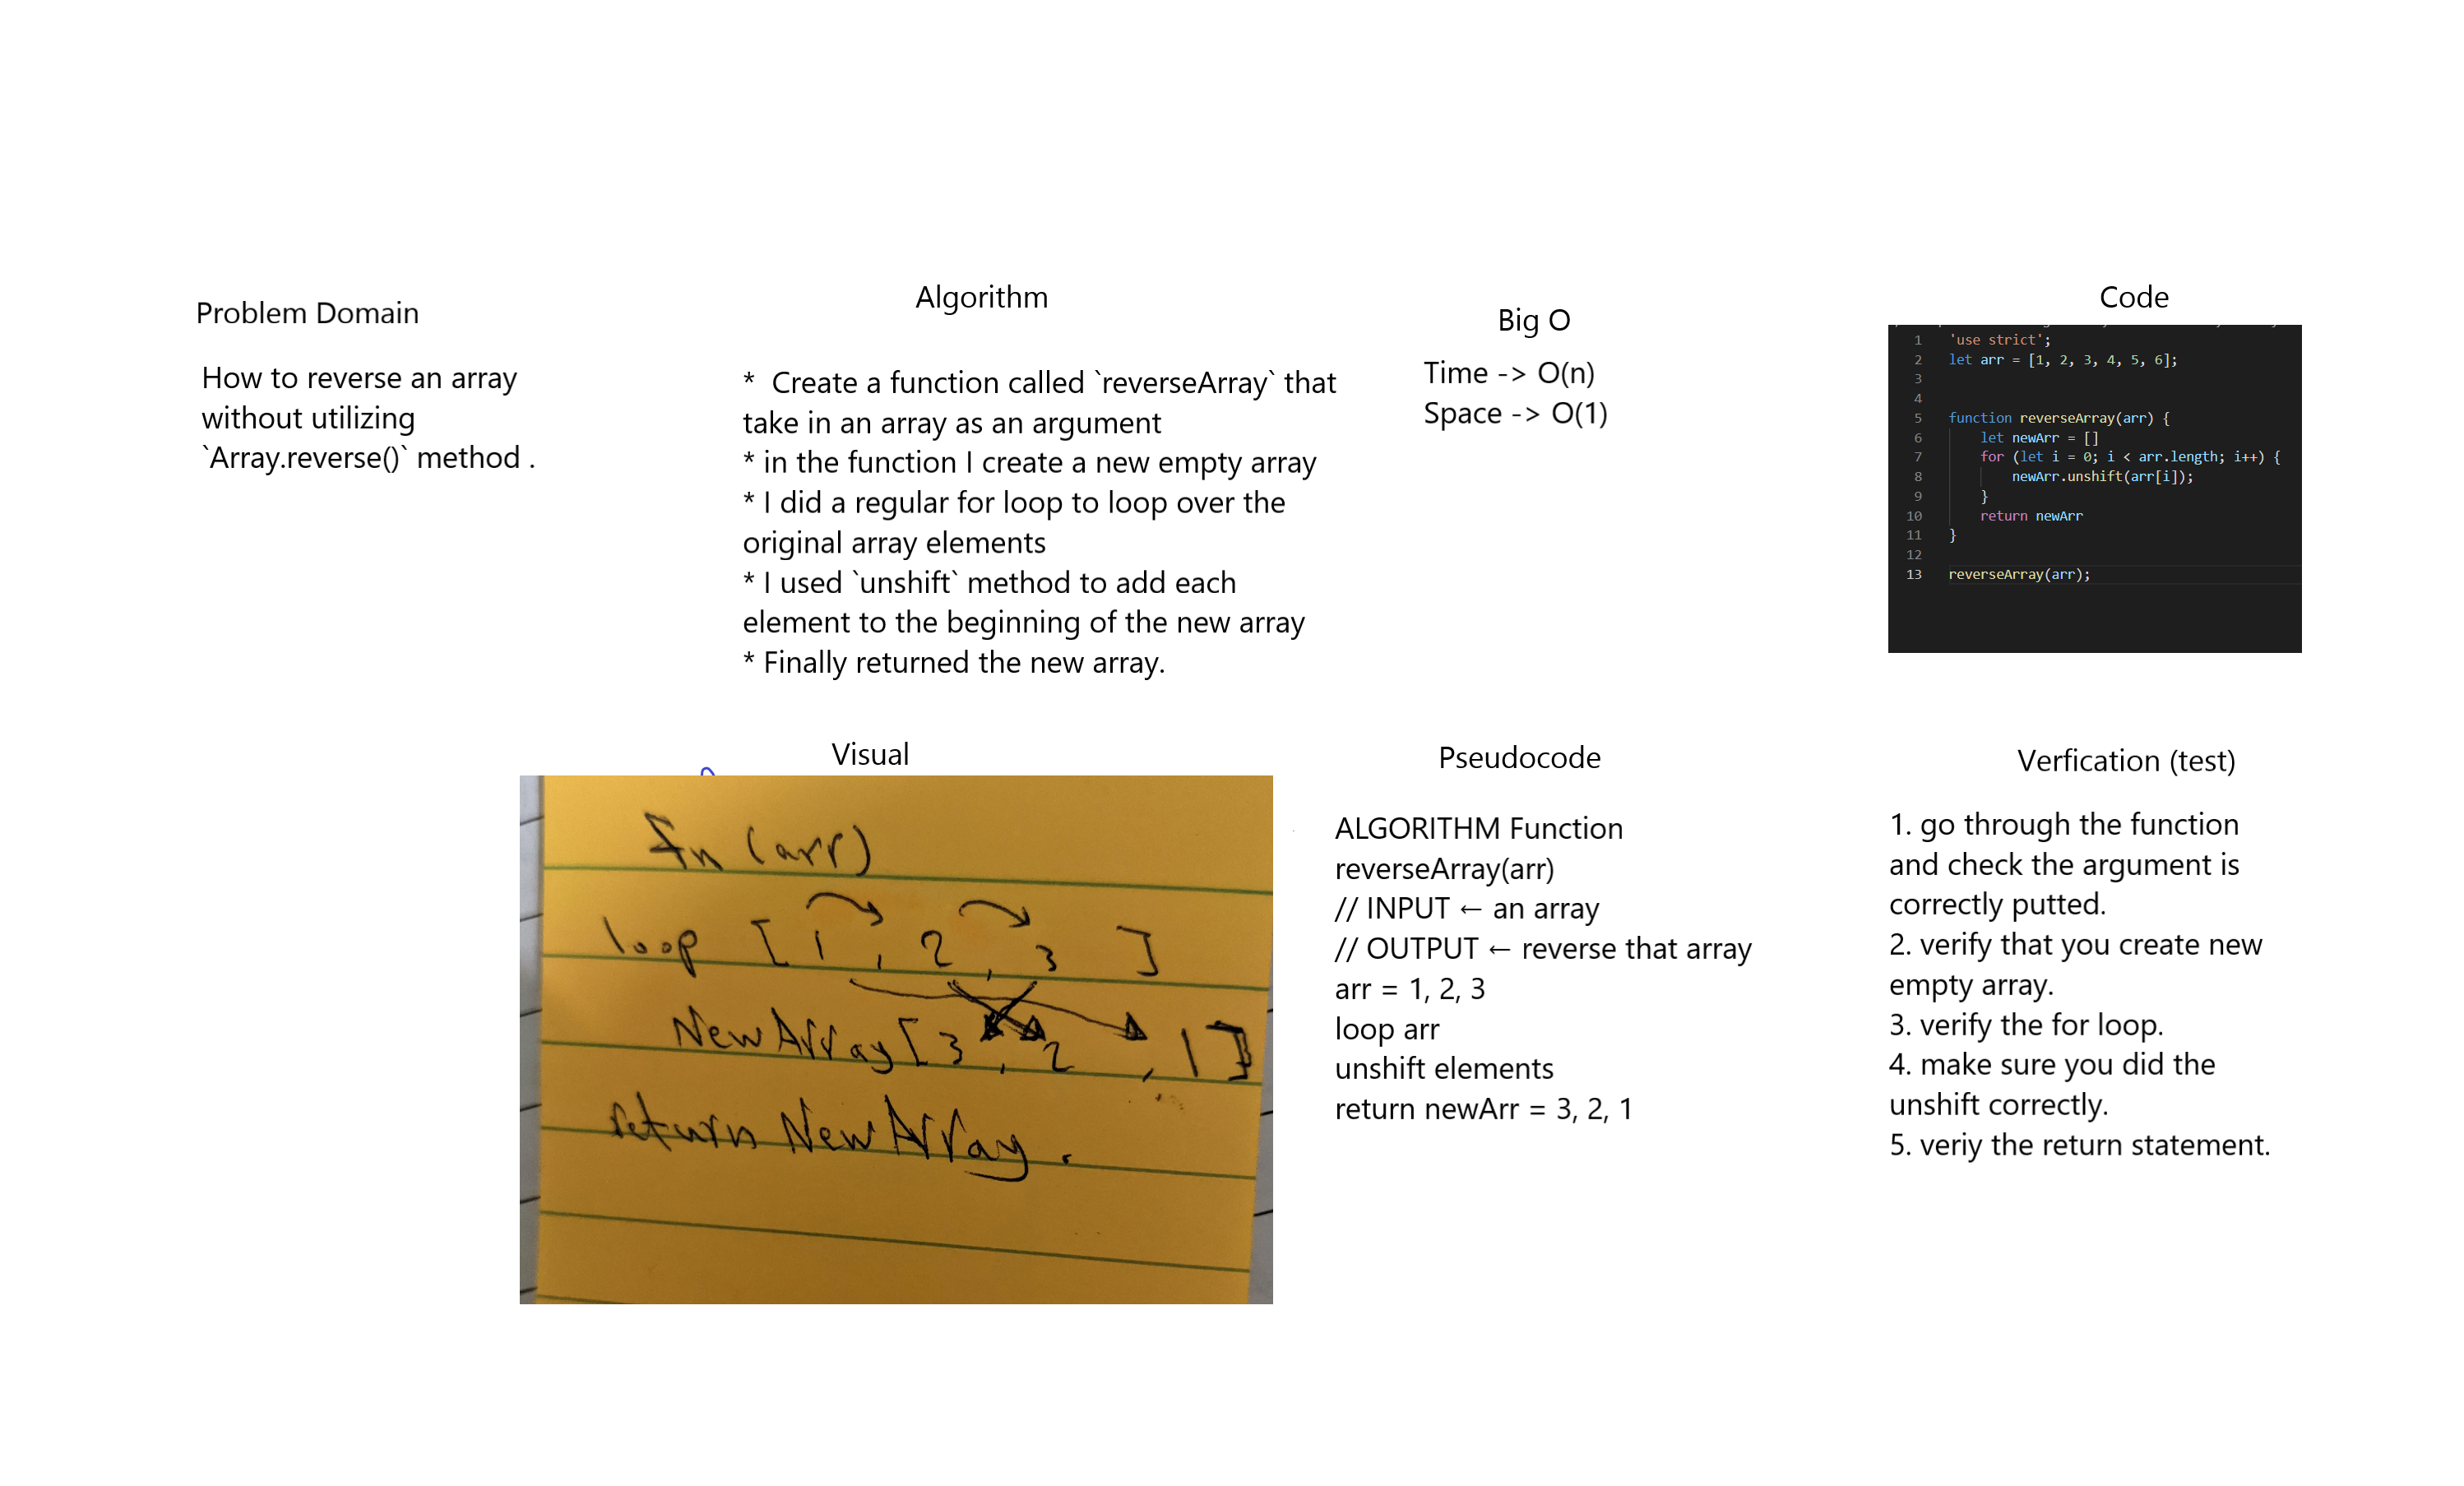 Problem Domain
How to reverse an array
without utilizing
`Array.reverse()` method .
Algorithm
*  Create a function called `reverseArray` that
take in an array as an argument
* in the function I create a new empty array
* I did a regular for loop to loop over the
original array elements
* I used `unshift` method to add each
element to the beginning of the new array
* Finally returned the new array.
Big O
Time -> O(n)
Space -> O(1)
Code
1 'use strict';
2 let arr = [1, 2, 3, 4, 5, 6];
3
4
5 function reverseArray(arr) {
6     let newArr = []
7     for (let i = 0; i < arr.length; i++) {
8         newArr.unshift(arr[i]);
9     }
10     return newArr
11 }
12
13 reverseArray(arr);
Visual
fn (arr)
loop [ 1 , 2 , 3 ]
New Array [ 3 , 2 , 1 ]
return New Array .
Pseudocode
ALGORITHM Function
reverseArray(arr)
// INPUT ← an array
// OUTPUT ← reverse that array
arr = 1, 2, 3
loop arr
unshift elements
return newArr = 3, 2, 1
Verfication (test)
1. go through the function
and check the argument is
correctly putted.
2. verify that you create new
empty array.
3. verify the for loop.
4. make sure you did the
unshift correctly.
5. veriy the return statement.